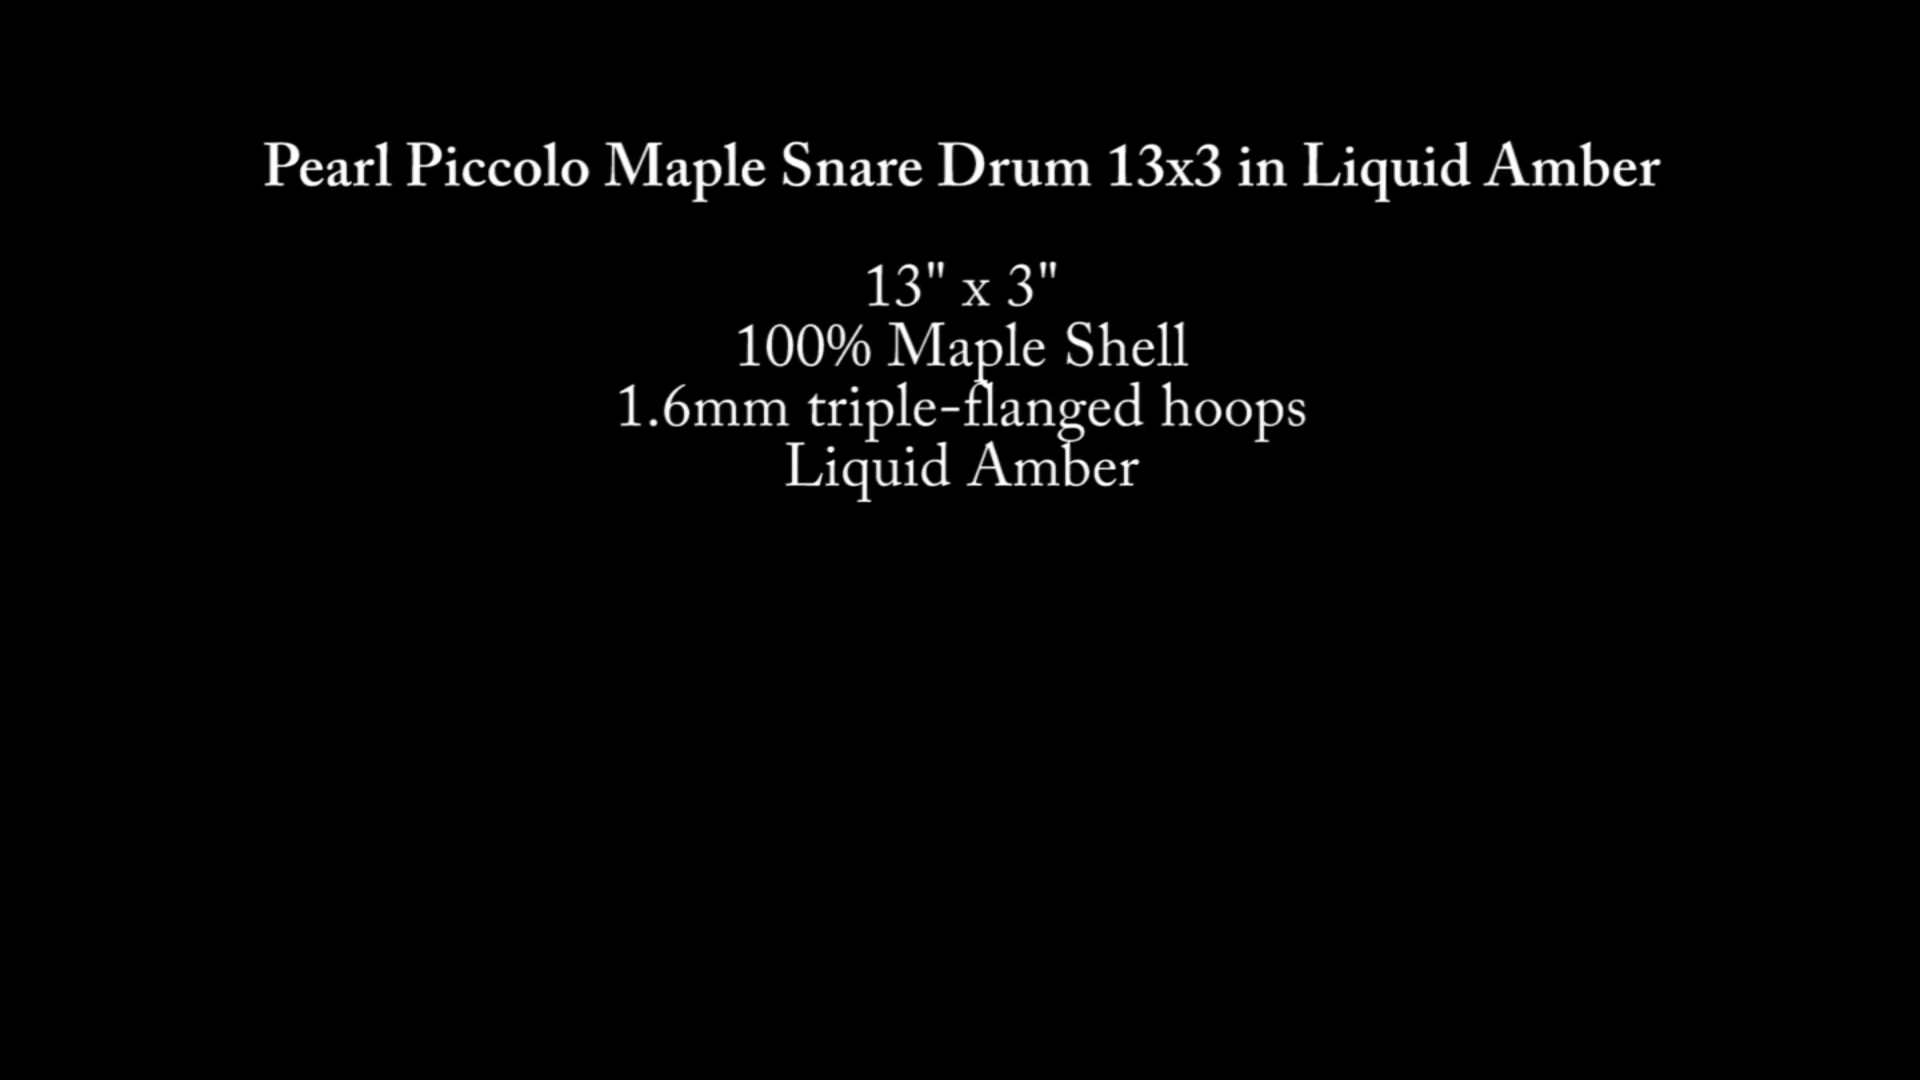 Pearl Piccolo Maple Snare Drum 13x3 in Liquid Amber
13" x 3"
100% Maple Shell
1.6mm triple-flanged hoops
Liquid Amber